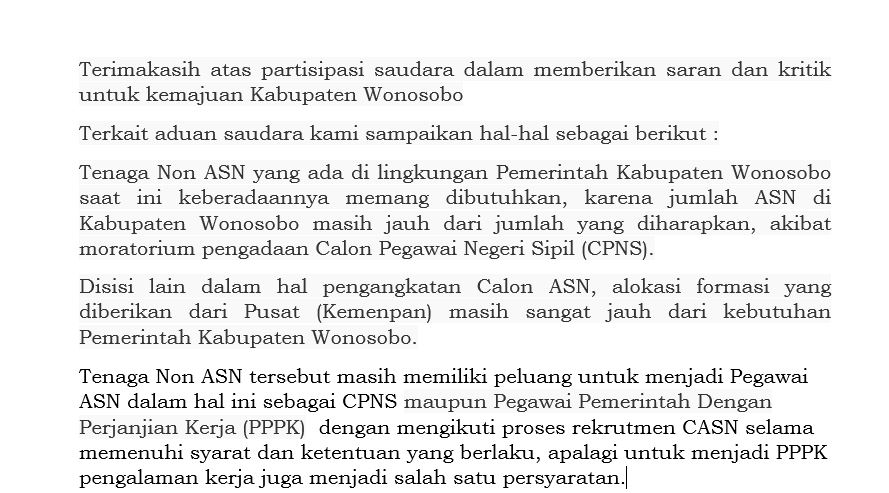 Terimakasih atas partisipasi saudara dalam memberikan saran dan kritik
untuk kemajuan Kabupaten Wonosobo
Terkait aduan saudara kami sampaikan hal-hal sebagai berikut :
Tenaga Non ASN yang ada di lingkungan Pemerintah Kabupaten Wonosobo
saat ini keberadaannya memang dibutuhkan, karena jumlah ASN di
Kabupaten Wonosobo masih jauh dari jumlah yang diharapkan, akibat
moratorium pengadaan Calon Pegawai Negeri Sipil (CPNS).
Disisi lain dalam hal pengangkatan Calon ASN, alokasi formasi yang
diberikan dari Pusat (Kemenpan) masih sangat jauh dari kebutuhan
Pemerintah Kabupaten Wonosobo.
Tenaga Non ASN tersebut masih memiliki peluang untuk menjadi Pegawai
ASN dalam hal ini sebagai CPNS maupun Pegawai Pemerintah Dengan
Perjanjian Kerja (PPPK)  dengan mengikuti proses rekrutmen CASN selama
memenuhi syarat dan ketentuan yang berlaku, apalagi untuk menjadi PPPK
pengalaman kerja juga menjadi salah satu persyaratan.